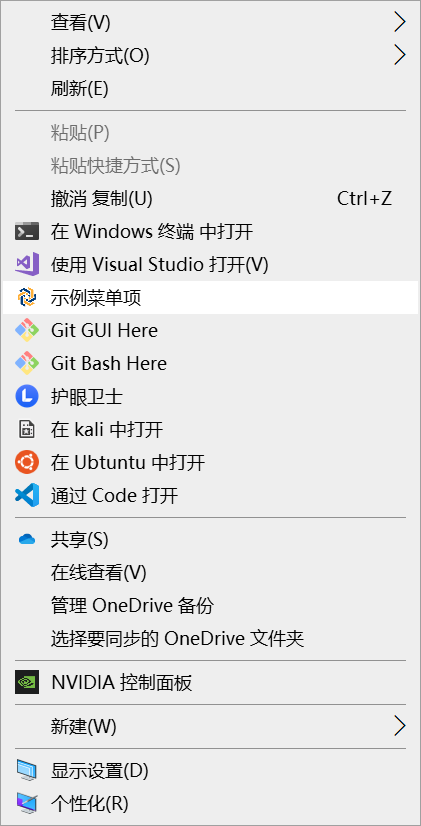 查看(V)
排序方式(O)
刷新(E)
粘贴(P)
粘贴快捷方式(S)
撤消 复制(U) Ctrl+Z
在 Windows 终端 中打开
使用 Visual Studio 打开(V)
示例菜单项
Git GUI Here
Git Bash Here
护眼卫士
在 kali 中打开
在 Ubtuntu 中打开
通过 Code 打开
共享(S)
在线查看(V)
管理 OneDrive 备份
选择要同步的 OneDrive 文件夹
NVIDIA 控制面板
新建(W)
显示设置(D)
个性化(R)